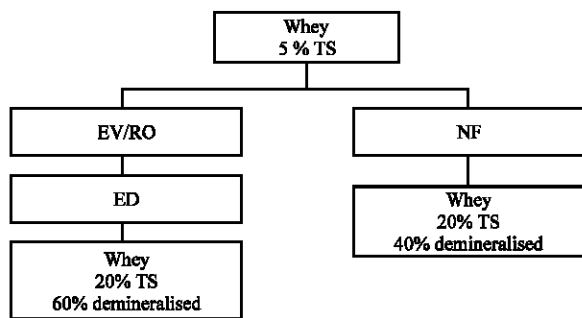 Whey
5 % TS
EV/RO
NF
ED
Whey
20% TS
40% demineralised
Whey
20% TS
60% demineralised